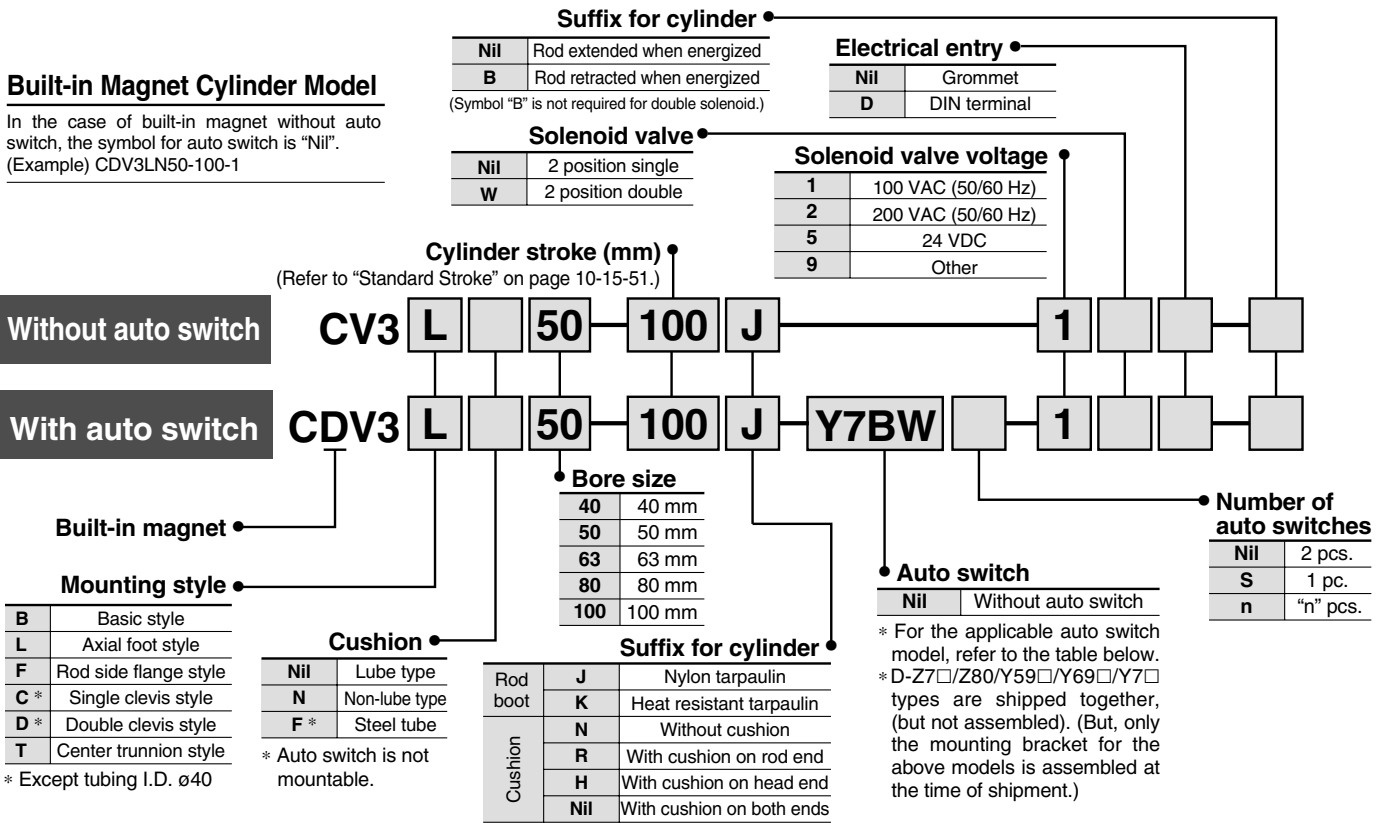 Suffix for cylinder
Nil Rod extended when energized
B Rod retracted when energized
(Symbol “B” is not required for double solenoid.)
Electrical entry
Nil Grommet
D DIN terminal
Built-in Magnet Cylinder Model
In the case of built-in magnet without auto
switch, the symbol for auto switch is “Nil”.
(Example) CDV3LN50-100-1
Solenoid valve
Nil 2 position single
W 2 position double
Solenoid valve voltage
1 100 VAC (50/60 Hz)
2 200 VAC (50/60 Hz)
5 24 VDC
9 Other
Cylinder stroke (mm)
(Refer to “Standard Stroke” on page 10-15-51.)
Without auto switch CV3 L 50 100 J 1
With auto switch CDV3 L 50 100 J Y7BW 1
Built-in magnet
Mounting style
B Basic style
L Axial foot style
F Rod side flange style
C * Single clevis style
D * Double clevis style
T Center trunnion style
* Except tubing I.D. ø40
Cushion
Nil Lube type
N Non-lube type
F * Steel tube
* Auto switch is not
mountable.
Bore size
40 40 mm
50 50 mm
63 63 mm
80 80 mm
100 100 mm
Suffix for cylinder
Rod boot J Nylon tarpaulin
K Heat resistant tarpaulin
Cushion N Without cushion
R With cushion on rod end
H With cushion on head end
Nil With cushion on both ends
Auto switch
Nil Without auto switch
* For the applicable auto switch
model, refer to the table below.
* D-Z7□/Z80/Y59□/Y69□/Y7□
types are shipped together,
(but not assembled). (But, only
the mounting bracket for the
above models is assembled at
the time of shipment.)
Number of
auto switches
Nil 2 pcs.
S 1 pc.
n “n” pcs.